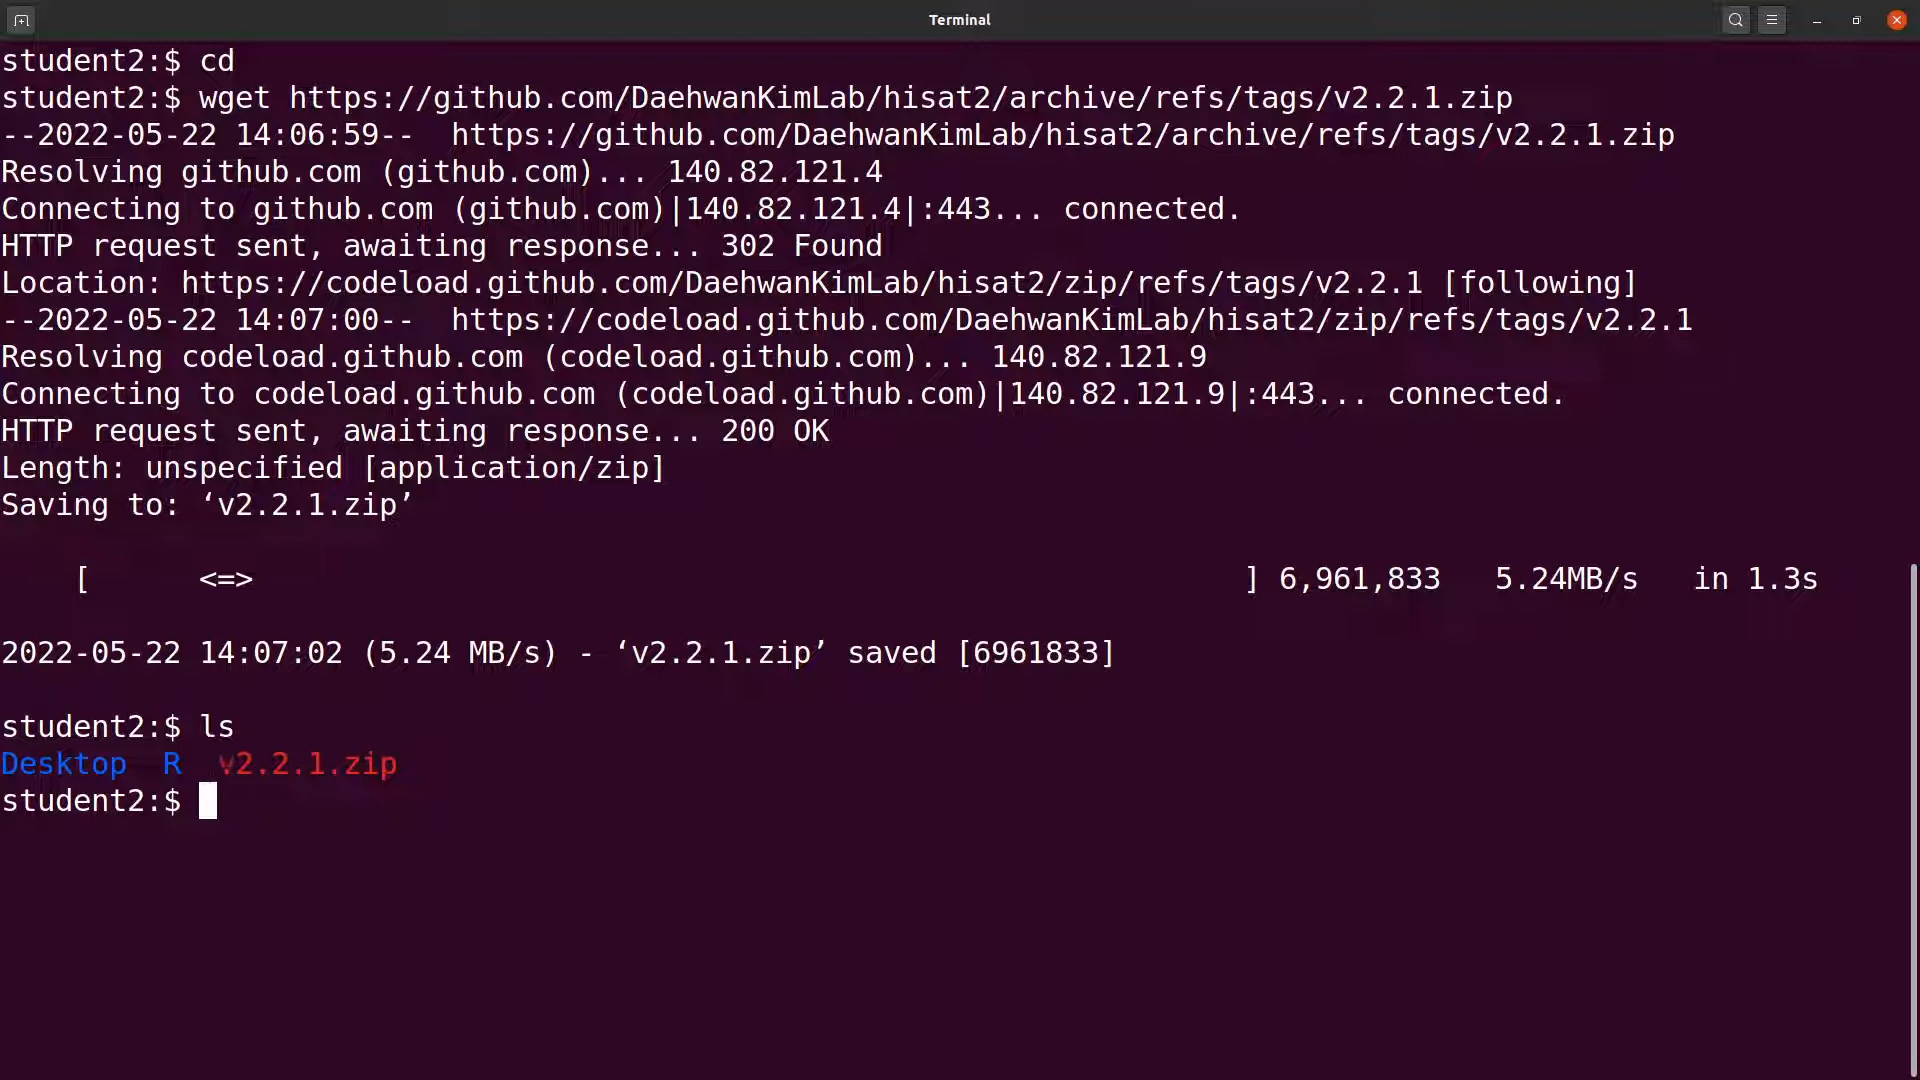 Terminal
student2:$ cd
student2:$ wget https://github.com/DaehwanKimLab/hisat2/archive/refs/tags/v2.2.1.zip
--2022-05-22 14:06:59--  https://github.com/DaehwanKimLab/hisat2/archive/refs/tags/v2.2.1.zip
Resolving github.com (github.com)... 140.82.121.4
Connecting to github.com (github.com)|140.82.121.4|:443... connected.
HTTP request sent, awaiting response... 302 Found
Location: https://codeload.github.com/DaehwanKimLab/hisat2/zip/refs/tags/v2.2.1 [following]
--2022-05-22 14:07:00--  https://codeload.github.com/DaehwanKimLab/hisat2/zip/refs/tags/v2.2.1
Resolving codeload.github.com (codeload.github.com)... 140.82.121.9
Connecting to codeload.github.com (codeload.github.com)|140.82.121.9|:443... connected.
HTTP request sent, awaiting response... 200 OK
Length: unspecified [application/zip]
Saving to: ‘v2.2.1.zip’
[      <=>                                                       ] 6,961,833   5.24MB/s   in 1.3s
2022-05-22 14:07:02 (5.24 MB/s) - ‘v2.2.1.zip’ saved [6961833]
student2:$ ls
Desktop  R  v2.2.1.zip
student2:$